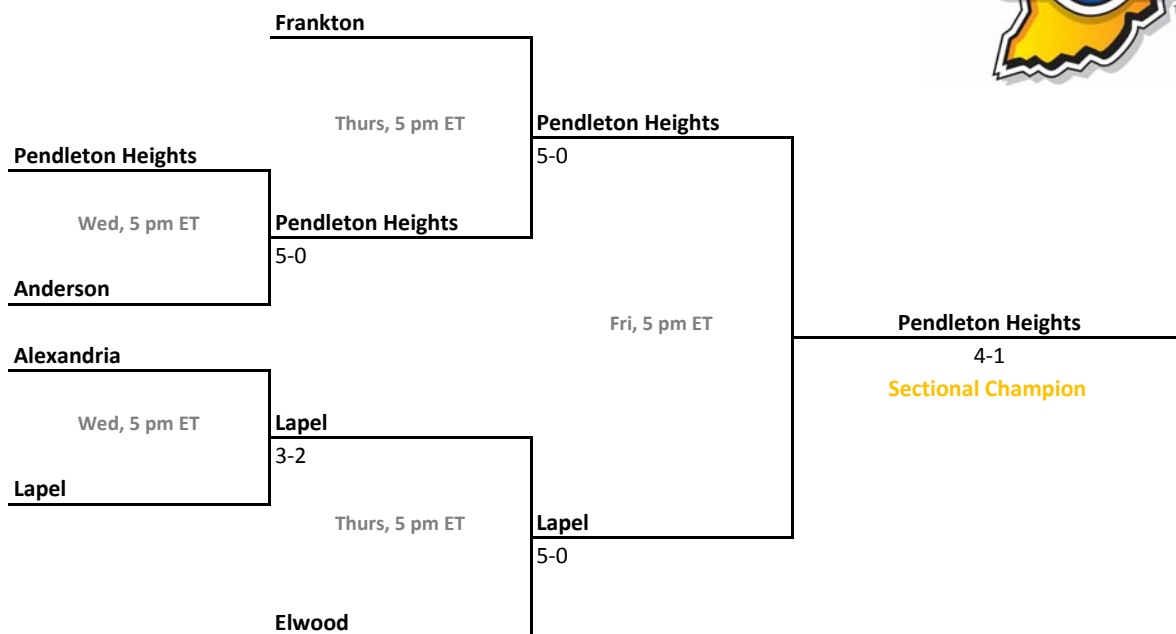 Frankton
Thurs, 5 pm ET
Pendleton Heights
5-0
Pendleton Heights
Wed, 5 pm ET
Pendleton Heights
5-0
Anderson
Fri, 5 pm ET
Pendleton Heights
4-1
Sectional Champion
Alexandria
Wed, 5 pm ET
Lapel
3-2
Lapel
Thurs, 5 pm ET
Lapel
5-0
Elwood